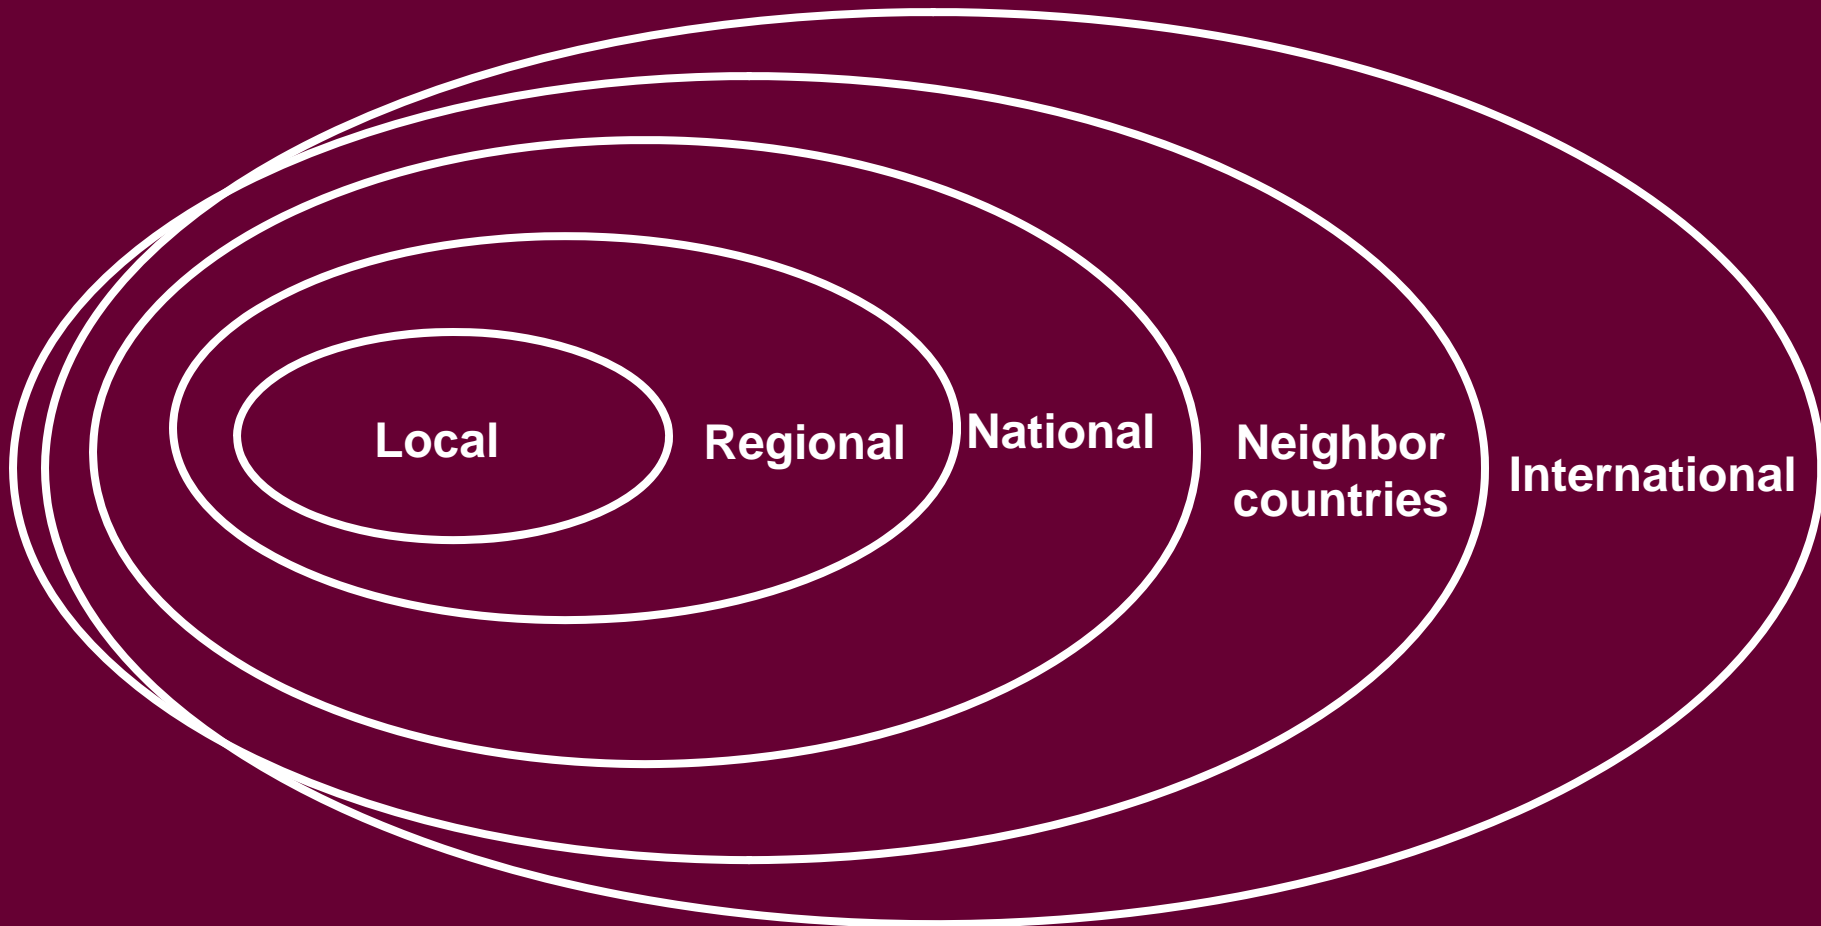 Local
Regional
National
Neighbor
countries
International